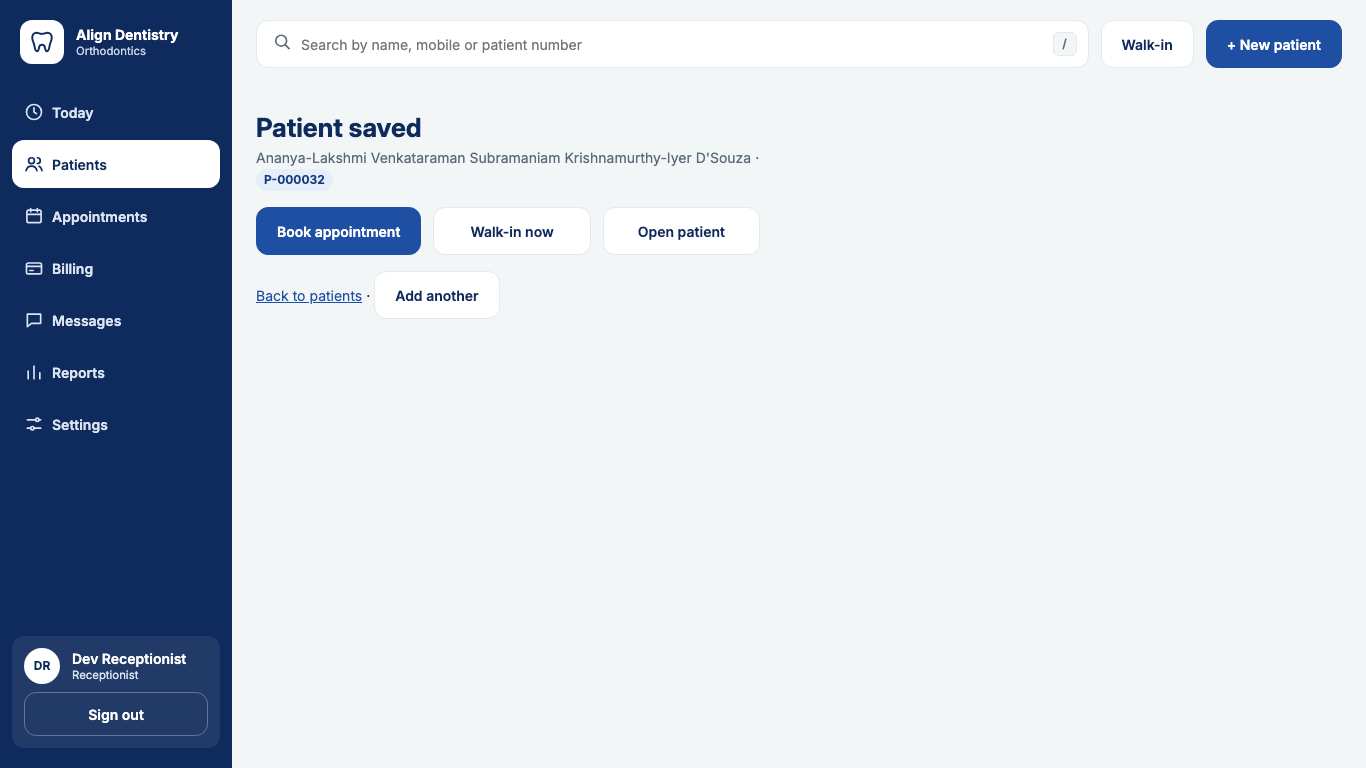 Align Dentistry
Orthodontics
Today
Patients
Appointments
Billing
Messages
Reports
Settings
DR
Dev Receptionist
Receptionist
Sign out
Search by name, mobile or patient number
/
Walk-in
+ New patient
Patient saved
Ananya-Lakshmi Venkataraman Subramaniam Krishnamurthy-Iyer D'Souza ·
P-000032
Book appointment
Walk-in now
Open patient
Back to patients · Add another